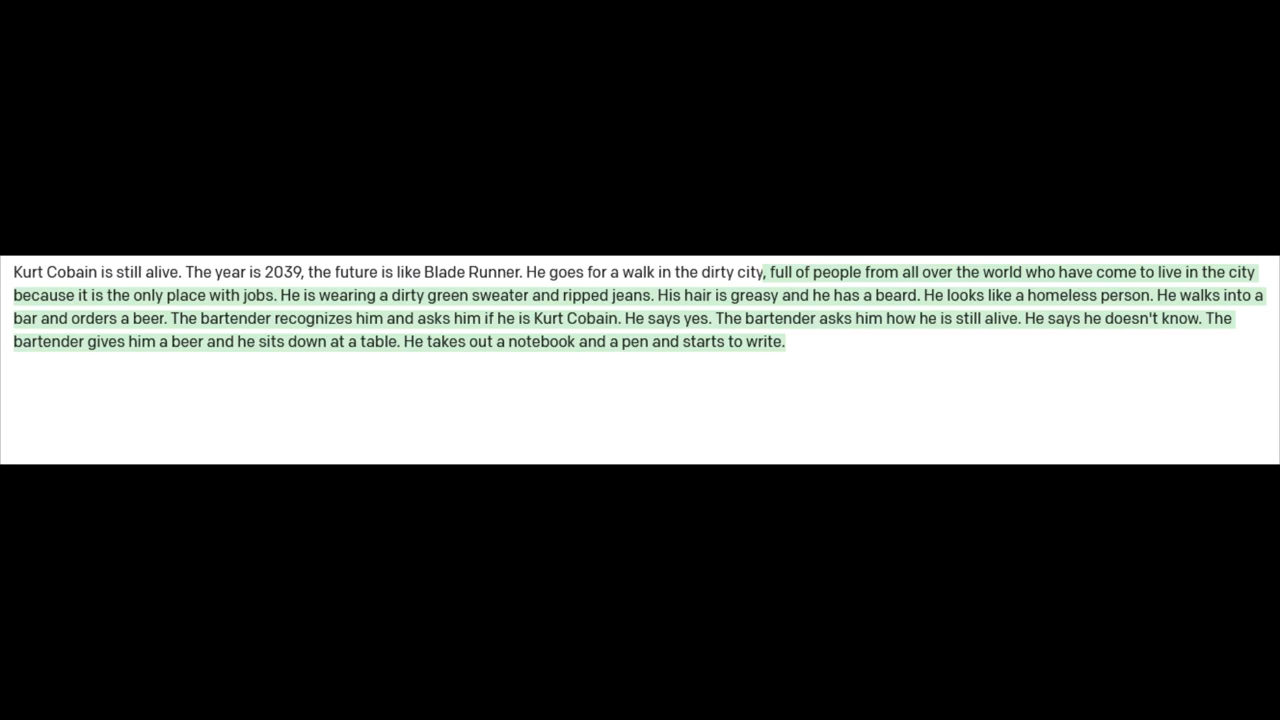 Kurt Cobain is still alive. The year is 2039, the future is like Blade Runner. He goes for a walk in the dirty city, full of people from all over the world who have come to live in the city
because it is the only place with jobs. He is wearing a dirty green sweater and ripped jeans. His hair is greasy and he has a beard. He looks like a homeless person. He walks into a
bar and orders a beer. The bartender recognizes him and asks him if he is Kurt Cobain. He says yes. The bartender asks him how he is still alive. He says he doesn't know. The
bartender gives him a beer and he sits down at a table. He takes out a notebook and a pen and starts to write.